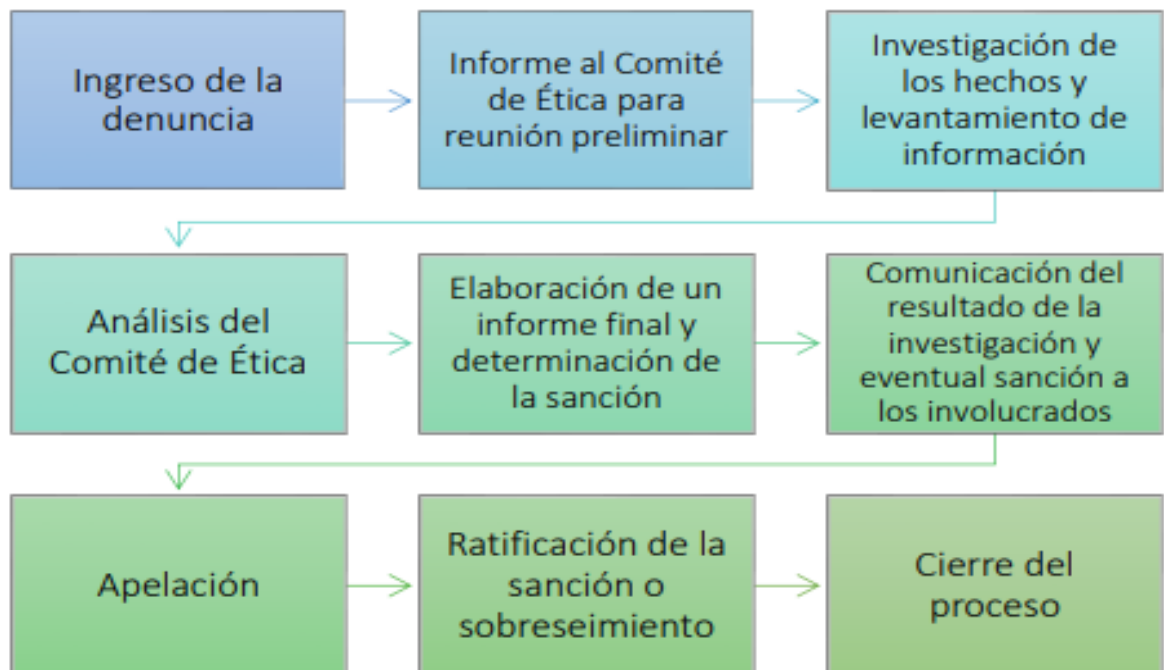 Ingreso de la
denuncia
Informe al Comité
de Ética para
reunión preliminar
Investigación de
los hechos y
levantamiento de
información
Análisis del
Comité de Ética
Elaboración de un
informe final y
determinación de
la sanción
Comunicación del
resultado de la
investigación y
eventual sanción a
los involucrados
Apelación
Ratificación de la
sanción o
sobreseimiento
Cierre del
proceso